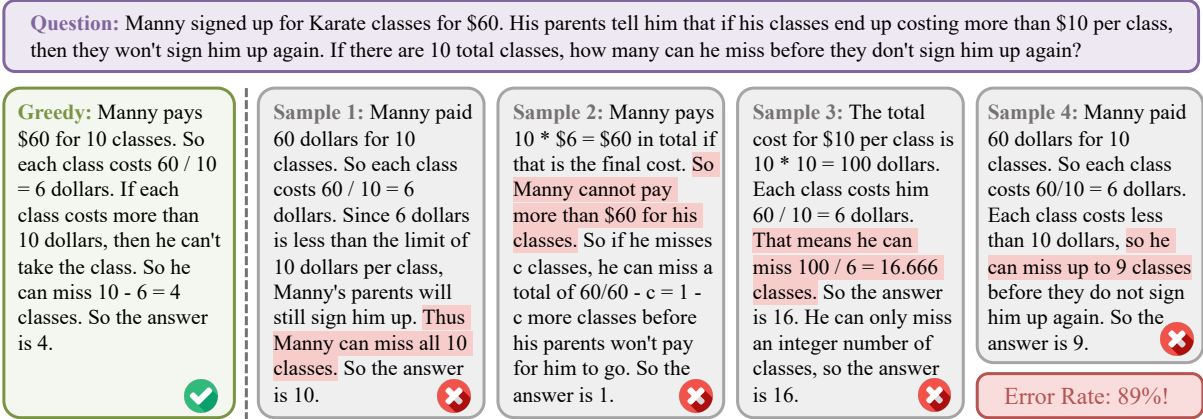 Question: Manny signed up for Karate classes for $60. His parents tell him that if his classes end up costing more than $10 per class,
then they won't sign him up again. If there are 10 total classes, how many can he miss before they don't sign him up again?
Greedy: Manny pays
$60 for 10 classes. So
each class costs 60 / 10
= 6 dollars. If each
class costs more than
10 dollars, then he can't
take the class. So he
can miss 10 - 6 = 4
classes. So the answer
is 4.
Sample 1: Manny paid
60 dollars for 10
classes. So each class
costs 60 / 10 = 6
dollars. Since 6 dollars
is less than the limit of
10 dollars per class,
Manny's parents will
still sign him up. Thus
Manny can miss all 10
classes. So the answer
is 10.
Sample 2: Manny pays
10 * $6 = $60 in total if
that is the final cost. So
Manny cannot pay
more than $60 for his
classes. So if he misses
c classes, he can miss a
total of 60/60 - c = 1 -
c more classes before
his parents won't pay
for him to go. So the
answer is 1.
Sample 3: The total
cost for $10 per class is
10 * 10 = 100 dollars.
Each class costs him
60 / 10 = 6 dollars.
That means he can
miss 100 / 6 = 16.666
classes. So the answer
is 16. He can only miss
an integer number of
classes, so the answer
is 16.
Sample 4: Manny paid
60 dollars for 10
classes. So each class
costs 60/10 = 6 dollars.
Each class costs less
than 10 dollars, so he
can miss up to 9 classes
before they do not sign
him up again. So the
answer is 9.
Error Rate: 89%!